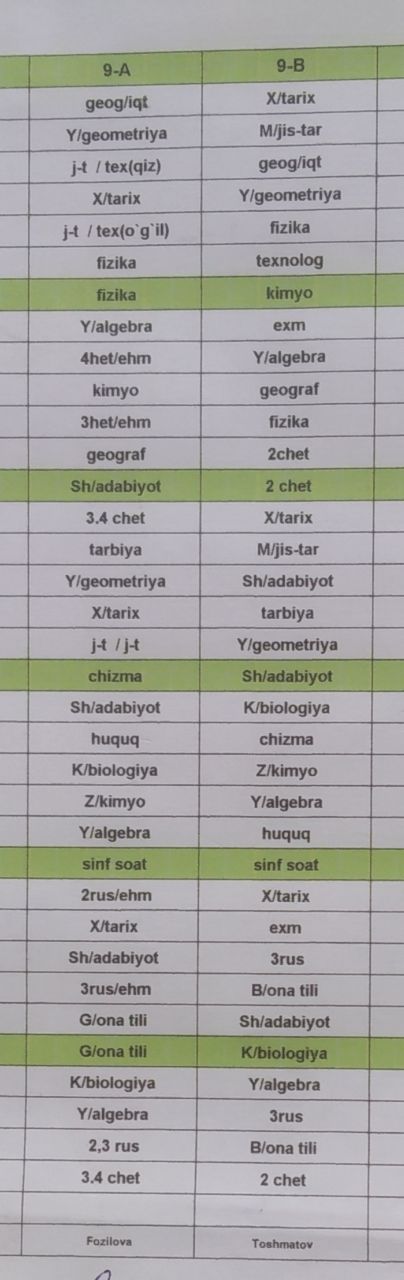 9-A 9-B
geog/iqt X/tarix
Y/geometriya M/jis-tar
j-t / tex(qiz) geog/iqt
X/tarix Y/geometriya
j-t / tex(o`g`il) fizika
fizika texnolog
fizika kimyo
Y/algebra exm
4het/ehm Y/algebra
kimyo geograf
3het/ehm fizika
geograf 2chet
Sh/adabiyot 2 chet
3.4 chet X/tarix
tarbiya M/jis-tar
Y/geometriya Sh/adabiyot
X/tarix tarbiya
j-t / j-t Y/geometriya
chizma Sh/adabiyot
Sh/adabiyot K/biologiya
huquq chizma
K/biologiya Z/kimyo
Z/kimyo Y/algebra
Y/algebra huquq
sinf soat sinf soat
2rus/ehm X/tarix
X/tarix exm
Sh/adabiyot 3rus
3rus/ehm B/ona tili
G/ona tili Sh/adabiyot
G/ona tili K/biologiya
K/biologiya Y/algebra
Y/algebra 3rus
2,3 rus B/ona tili
3.4 chet 2 chet
Fozilova Toshmatov